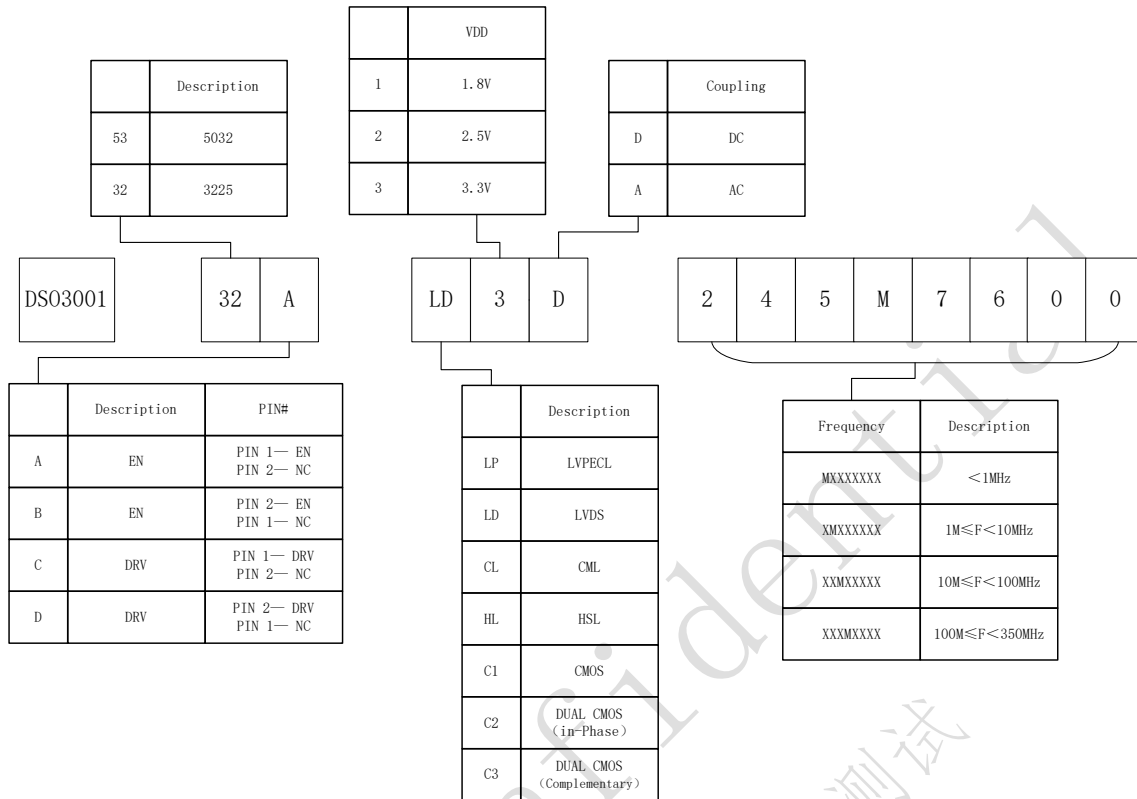 VDD
1 1.8V
2 2.5V
3 3.3V
Description
53 5032
32 3225
Coupling
D DC
A AC
DSO3001 32 A LD 3 D 2 4 5 M 7 6 0 0
Description PIN#
A EN PIN 1— EN
PIN 2— NC
B EN PIN 2— EN
PIN 1— NC
C DRV PIN 1— DRV
PIN 2— NC
D DRV PIN 2— DRV
PIN 1— NC
Description
LP LVPECL
LD LVDS
CL CML
HL HSL
C1 CMOS
C2 DUAL CMOS
(in-Phase)
C3 DUAL CMOS
(Complementary)
Frequency Description
MXXXXXXX <1MHz
XMXXXXXX 1M≤F<10MHz
XXMXXXXX 10M≤F<100MHz
XXXMXXXX 100M≤F<350MHz
fidential
测试